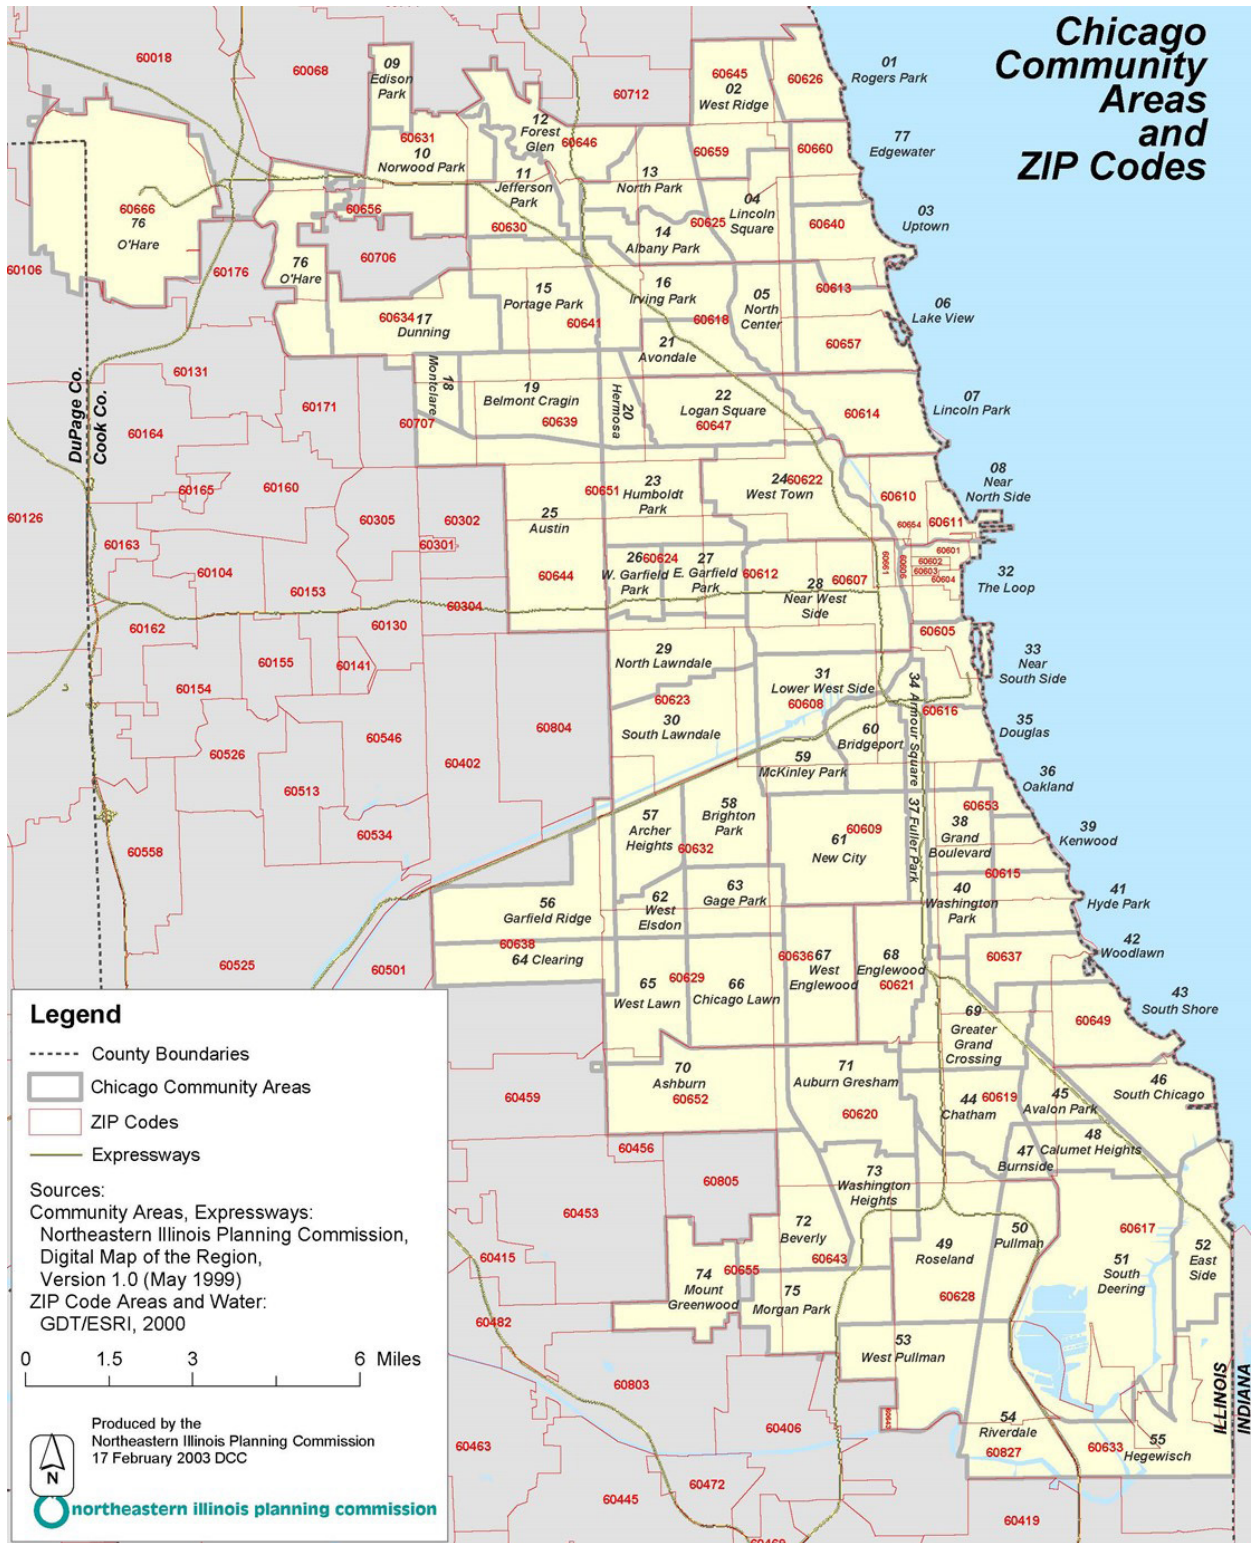 Chicago
Community
Areas
and
ZIP Codes
60018
60068
09
Edison
Park
60712
60645
02
West Ridge
60626
01
Rogers Park
12
Forest
Glen
60646
60631
10
Norwood Park
60659
60660
77
Edgewater
13
North Park
11
Jefferson
Park
04
Lincoln
Square
60666
76
O'Hare
60656
60630
60625
14
Albany Park
60640
03
Uptown
60106
60176
76
O'Hare
60706
15
Portage Park
16
Irving Park
05
North
Center
60613
06
Lake View
60634
17
Dunning
60641
60618
21
Avondale
60657
DuPage Co.
Cook Co.
60131
60171
18
Montclare
19
Belmont Cragin
60639
20
Hermosa
22
Logan Square
60647
60614
07
Lincoln Park
60164
60707
60165
60160
60126
60305
60302
60301
60651
23
Humboldt
Park
24
West Town
60622
60610
60654
60611
08
Near
North Side
25
Austin
60644
60163
60104
60153
60304
26
W. Garfield
Park
60624
27
E. Garfield
Park
60612
28
Near West
Side
60607
60661
60606
60601
60602
60603
60604
32
The Loop
60162
60155
60141
60130
60154
60605
33
Near
South Side
29
North Lawndale
60623
30
South Lawndale
31
Lower West Side
60608
34 Armour Square
60616
35
Douglas
60526
60546
60402
60804
60513
60534
60558
60
Bridgeport
59
McKinley Park
36
Oakland
57
Archer
Heights
58
Brighton
Park
60632
61
New City
60609
37 Fuller Park
38
Grand
Boulevard
60653
39
Kenwood
60615
56
Garfield Ridge
62
West
Elsdon
63
Gage Park
40
Washington
Park
41
Hyde Park
60638
64 Clearing
60525
60501
65
West Lawn
60629
66
Chicago Lawn
60636
67
West
Englewood
68
Englewood
60621
60637
42
Woodlawn
43
South Shore
60649
69
Greater
Grand
Crossing
60459
70
Ashburn
60652
71
Auburn Gresham
60620
44
Chatham
60619
45
Avalon Park
46
South Chicago
47
Burnside
48
Calumet Heights
60456
60805
60453
60415
73
Washington
Heights
72
Beverly
60643
60655
74
Mount
Greenwood
75
Morgan Park
49
Roseland
60628
50
Pullman
60617
51
South
Deering
52
East
Side
60482
60803
60406
60463
60472
60445
53
West Pullman
54
Riverdale
60827
60633
55
Hegewisch
60419
ILLINOIS
INDIANA
Legend
County Boundaries
Chicago Community Areas
ZIP Codes
Expressways
Sources:
Community Areas, Expressways:
Northeastern Illinois Planning Commission,
Digital Map of the Region,
Version 1.0 (May 1999)
ZIP Code Areas and Water:
GDT/ESRI, 2000
0 1.5 3 6 Miles
Produced by the
Northeastern Illinois Planning Commission
17 February 2003 DCC
N
northeastern illinois planning commission